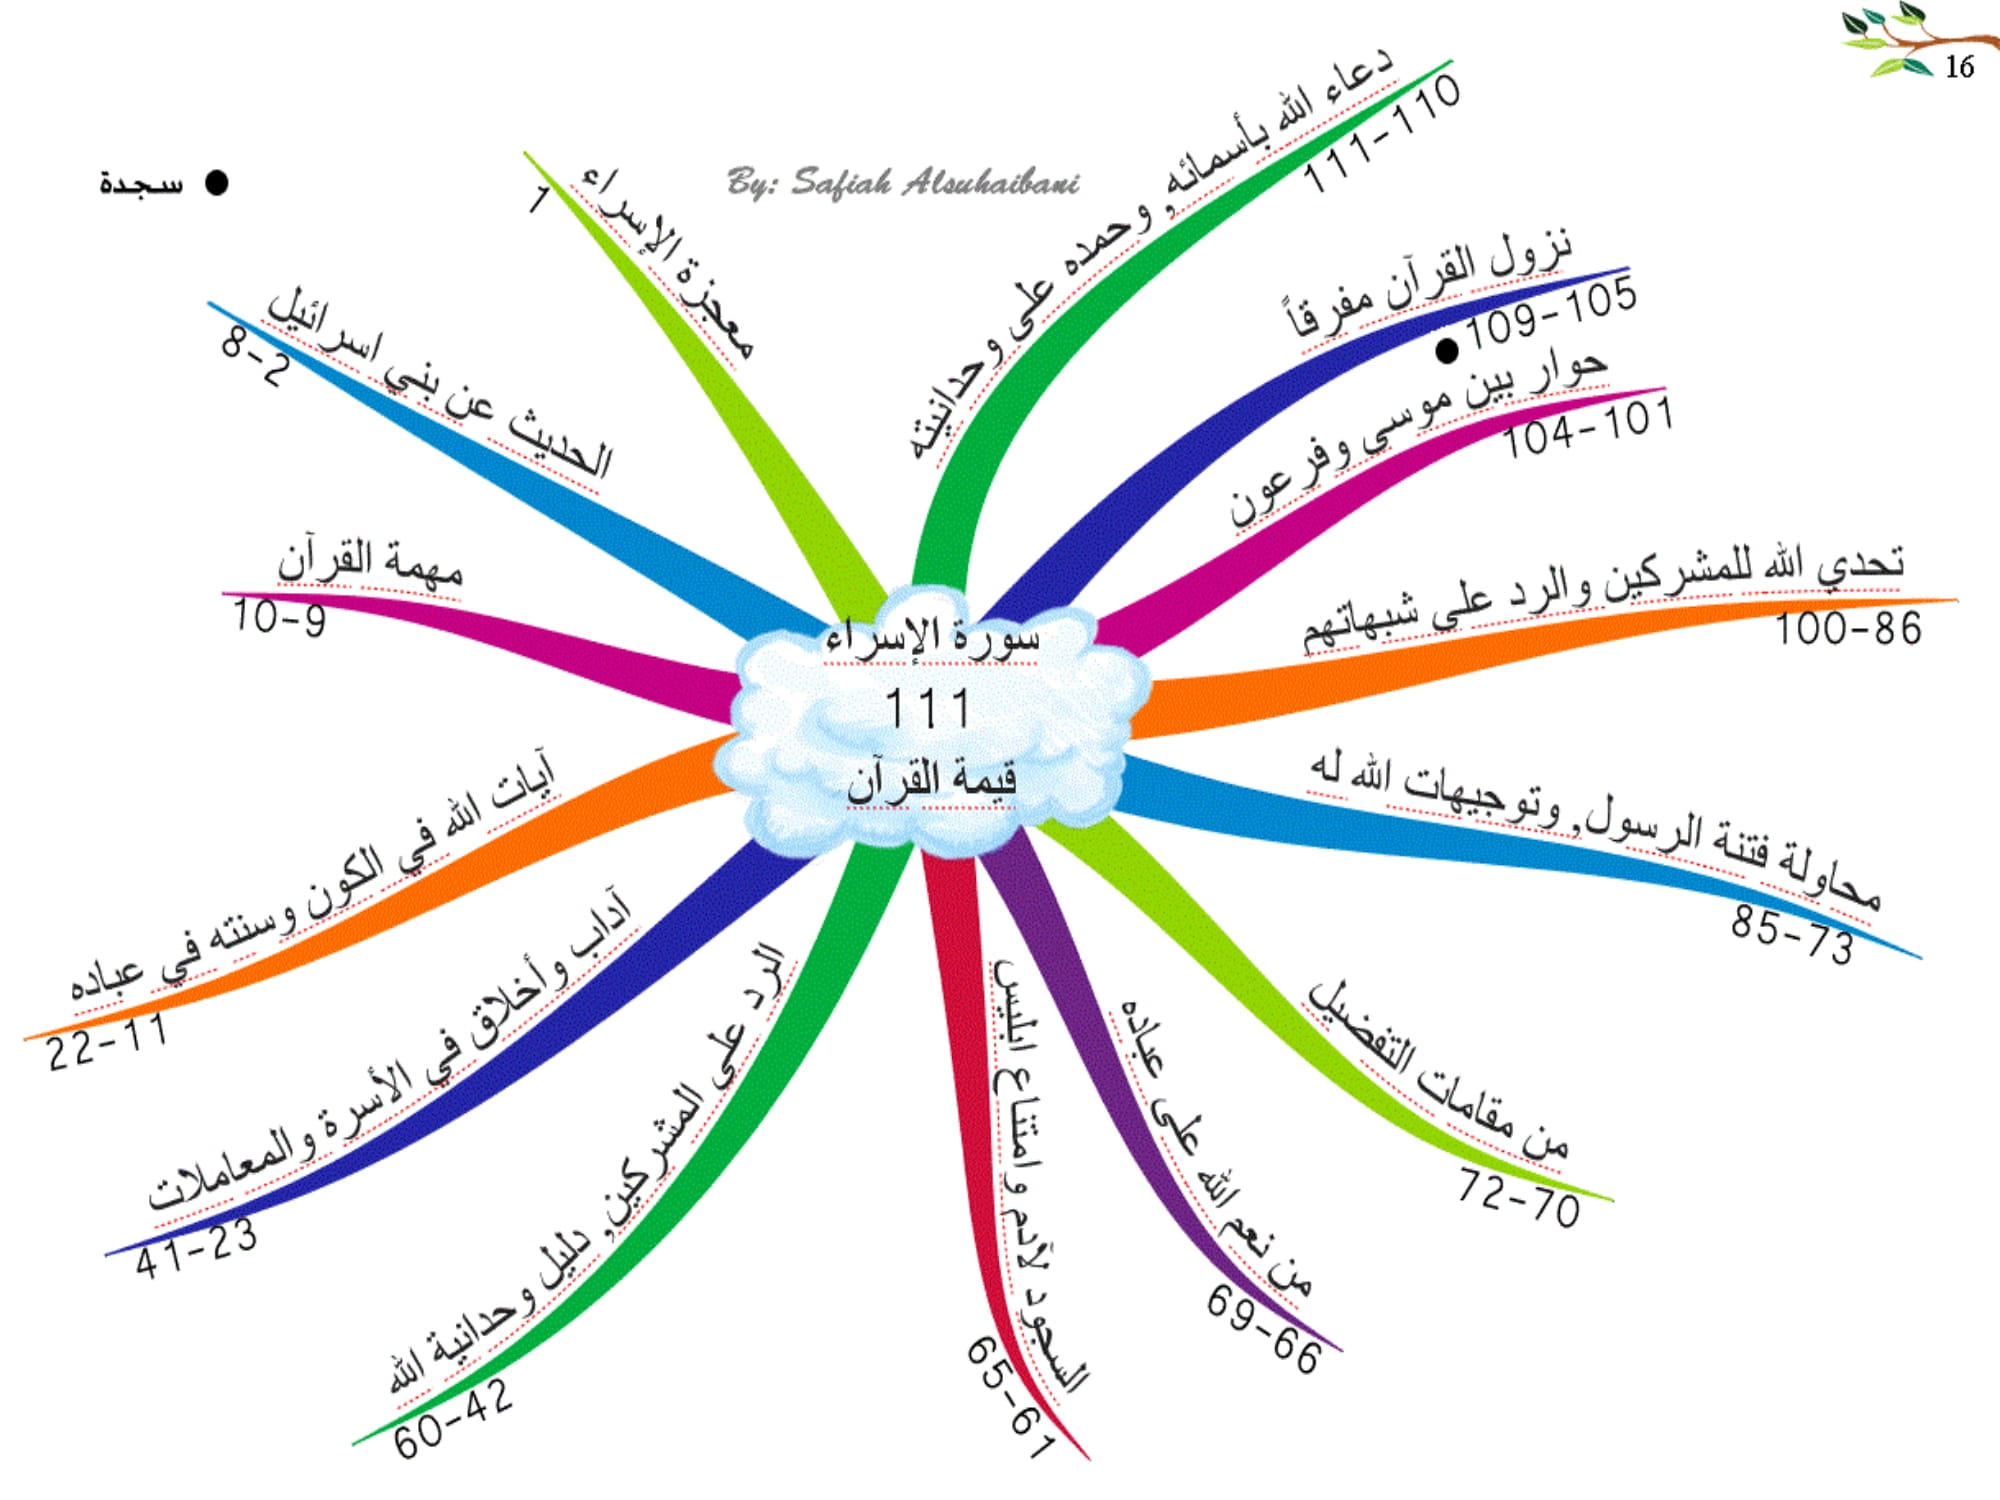 16
● سجدة
By: Safiah Alsuhaibani
سورة الإسراء
111
قيمة القرآن
معجزة الإسراء
1
الحديث عن بني اسرائيل
8-2
مهمة القرآن
10-9
آيات الله في الكون وسنته في عباده
22-11
آداب وأخلاق في الأسرة والمعاملات
41-23
الرد على المشركين, دليل وحدانية الله
60-42
السجود لآدم وامتناع ابليس
65-61
من نعم الله على عباده
69-66
من مقامات التفضيل
72-70
محاولة فتنة الرسول, وتوجيهات الله له
85-73
تحدي الله للمشركين والرد على شبهاتهم
100-86
حوار بين موسى وفرعون
104-101
نزول القرآن مفرقاً
109-105
دعاء الله بأسمائه, وحمده على وحدانيته
111-110